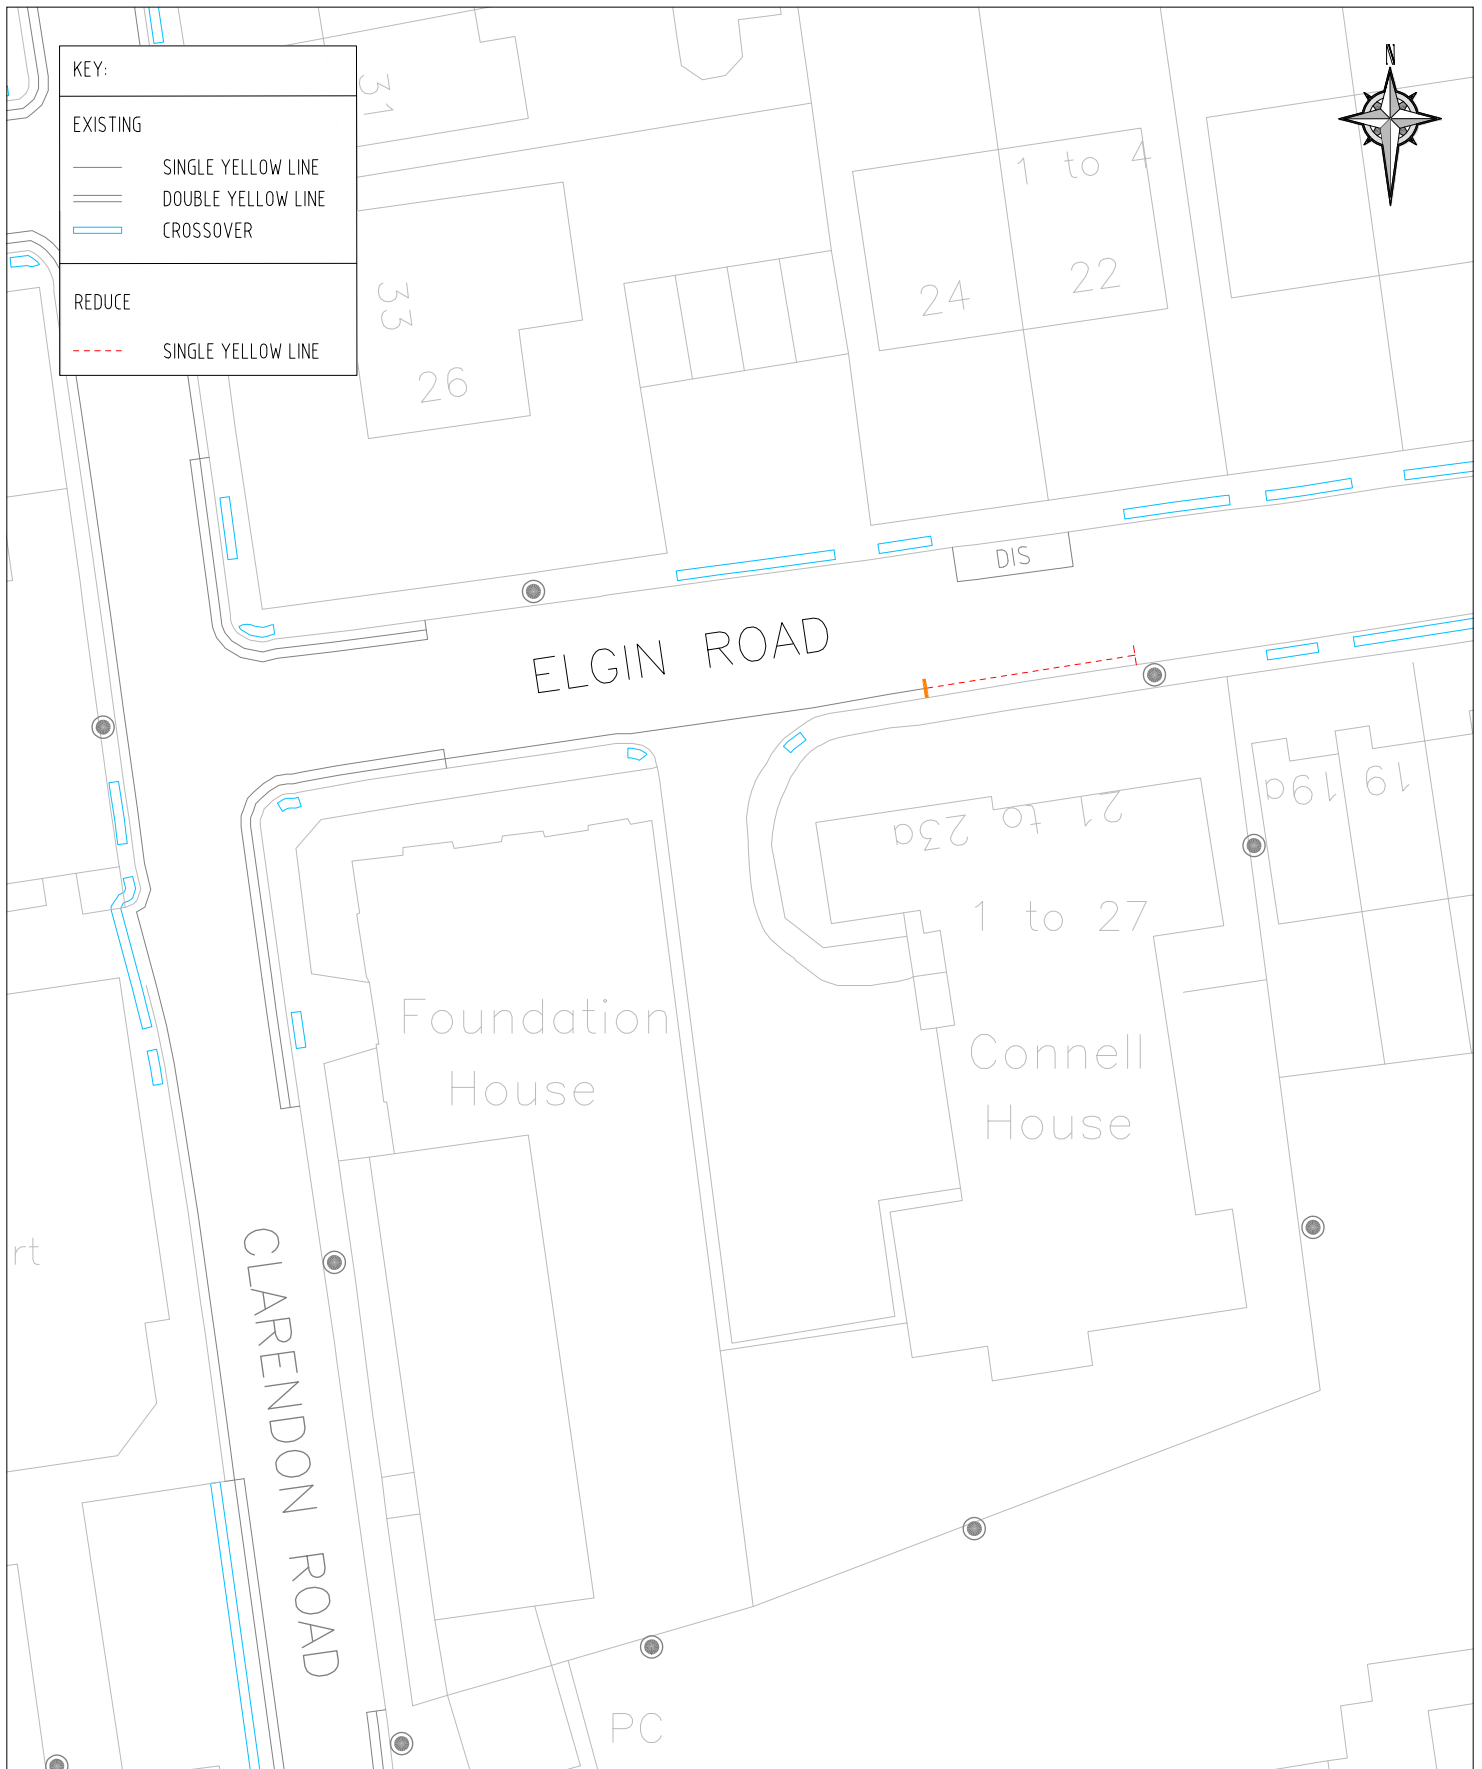 N
KEY:
EXISTING
SINGLE YELLOW LINE
DOUBLE YELLOW LINE
CROSSOVER
REDUCE
SINGLE YELLOW LINE
31
33
26
1 to 4
24
22
DIS
ELGIN ROAD
19a
19
21 to 23a
1 to 27
Foundation
House
Connell
House
rt
CLARENDON ROAD
PC